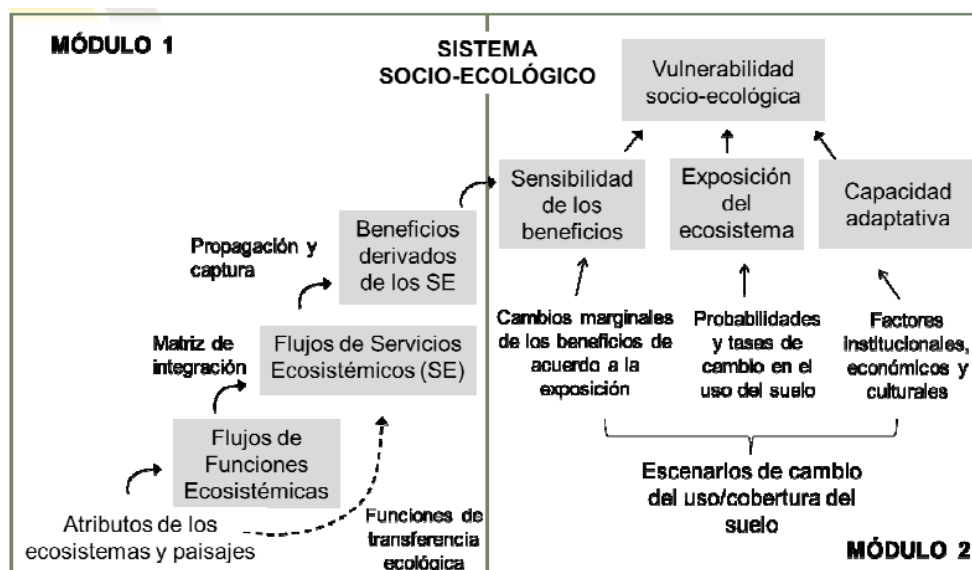 MÓDULO 1
SISTEMA
SOCIO-ECOLÓGICO
Vulnerabilidad
socio-ecológica
Sensibilidad
de los
beneficios
Exposición
del
ecosistema
Capacidad
adaptativa
Beneficios
derivados
de los SE
Propagación y
captura
Flujos de Servicios
Ecosistémicos (SE)
Matriz de
integración
Flujos de
Funciones
Ecosistémicas
Atributos de los
ecosistemas y paisajes
Funciones de
transferencia
ecológica
Cambios marginales
de los beneficios de
acuerdo a la
exposición
Probabilidades
y tasas de
cambio en el
uso del suelo
Factores
institucionales,
económicos y
culturales
Escenarios de cambio
del uso/cobertura del
suelo
MÓDULO 2